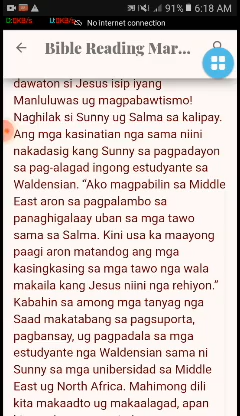 U:0KB/s U:0KB/s 91% 6:18 AM
No internet connection
Bible Reading Mar...
dawaton si Jesus isip iyang
Manluluwas ug magpabawtismo!
Naghilak si Sunny ug Salma sa kalipay.
Ang mga kasinatian nga sama niini
nakadasig kang Sunny sa pagpadayon
sa pag-alagad ingong estudyante sa
Waldensian. “Ako magpabilin sa Middle
East aron sa pagpalambo sa
panaghigalaay uban sa mga tawo
sama sa Salma. Kini usa ka maayong
paagi aron matandog ang mga
kasingkasing sa mga tawo nga wala
makaila kang Jesus niini nga rehiyon.”
Kabahin sa among mga tanyag nga
Saad makatabang sa pagsuporta,
pagbansay, ug pagpadala sa mga
estudyante nga Waldensian sama ni
Sunny sa mga unibersidad sa Middle
East ug North Africa. Mahimong dili
kita makaadto ug makaalagad, apan